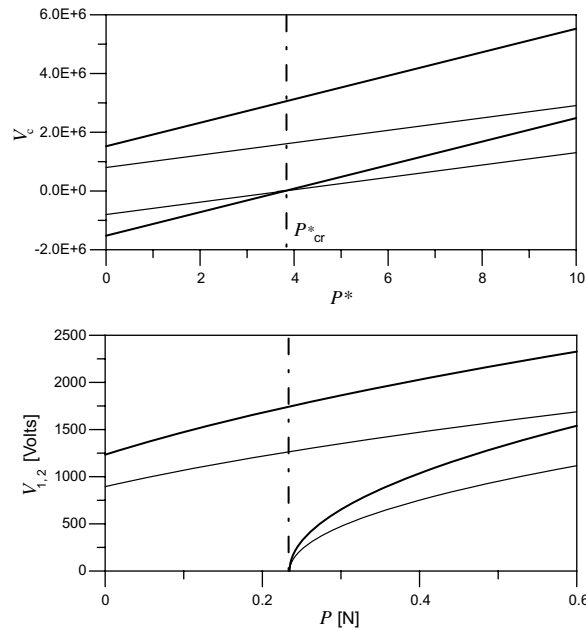 6.0E+6
4.0E+6
2.0E+6
0.0E+0
-2.0E+6
V_c
P*_cr
0 2 4 6 8 10
P*
2500
2000
1500
1000
500
0
V_1,2 [Volts]
0 0.2 0.4 0.6
P [N]